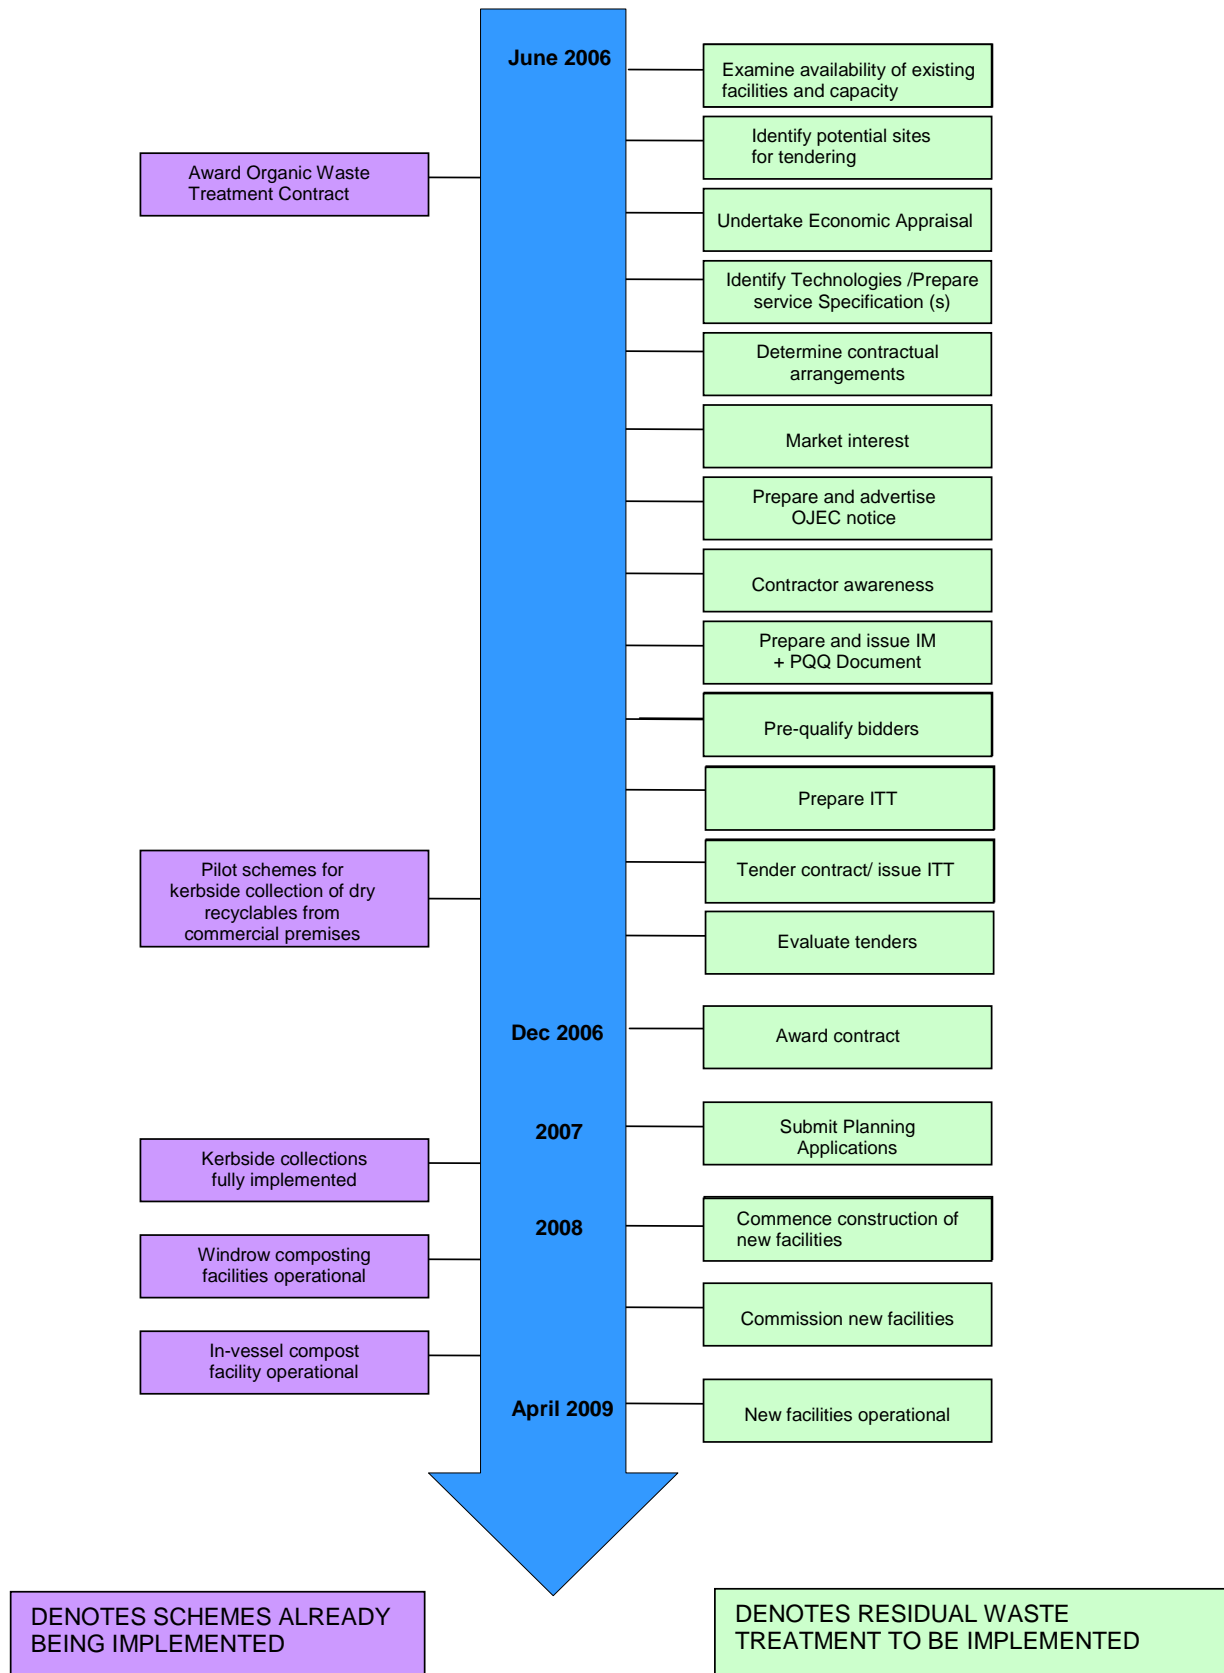 June 2006
Examine availability of existing
facilities and capacity
Identify potential sites
for tendering
Award Organic Waste
Treatment Contract
Undertake Economic Appraisal
Identify Technologies /Prepare
service Specification (s)
Determine contractual
arrangements
Market interest
Prepare and advertise
OJEC notice
Contractor awareness
Prepare and issue IM
+ PQQ Document
Pre-qualify bidders
Prepare ITT
Pilot schemes for
kerbside collection of dry
recyclables from
commercial premises
Tender contract/ issue ITT
Evaluate tenders
Dec 2006
Award contract
2007
Submit Planning
Applications
Kerbside collections
fully implemented
2008
Commence construction of
new facilities
Windrow composting
facilities operational
Commission new facilities
In-vessel compost
facility operational
April 2009
New facilities operational
DENOTES SCHEMES ALREADY
BEING IMPLEMENTED
DENOTES RESIDUAL WASTE
TREATMENT TO BE IMPLEMENTED